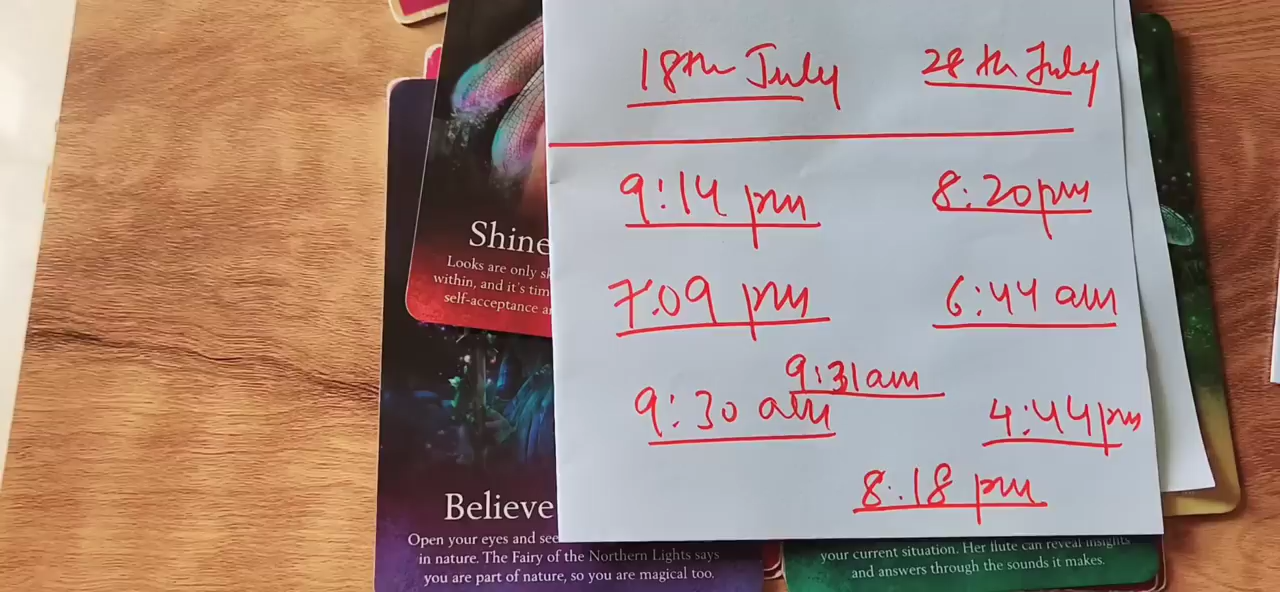 18th July 28th July
9:14 pm 8:20pm
7:09 pm 6:44 am
9:31am
9:30 am 4:44pm
8:18 pm
Shine
Looks are only
within, and it's
self-acceptance
Believe
Open your eyes and see
in nature. The Fairy of the Northern Lights says
you are part of nature, so you are magical too.
your current situation. Her flute can reveal insights
and answers through the sounds it makes.